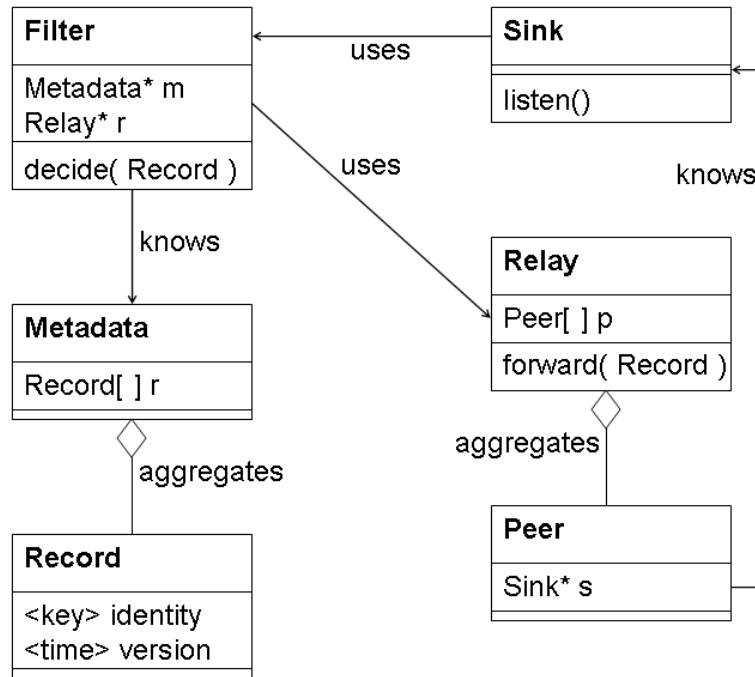 Filter
Metadata* m
Relay* r
decide( Record )
uses
Sink
listen()
uses
knows
knows
Relay
Peer[ ] p
forward( Record )
Metadata
Record[ ] r
aggregates
aggregates
Record
<key> identity
<time> version
Peer
Sink* s